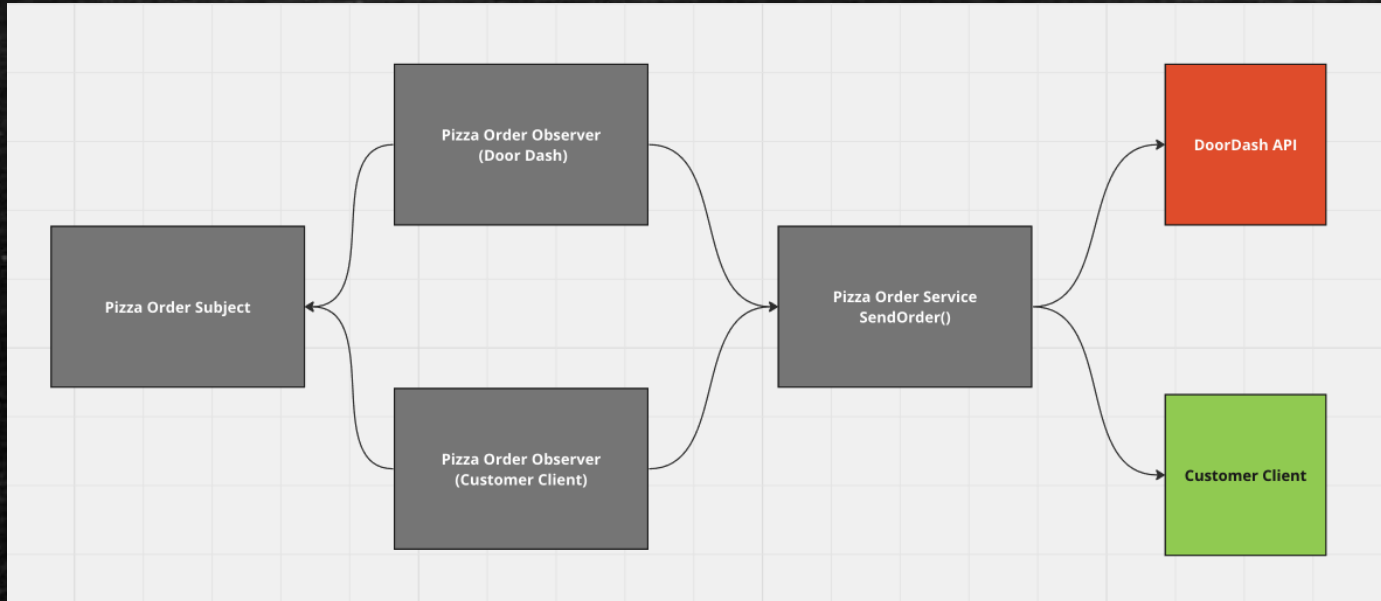 Pizza Order Observer
(Door Dash)
DoorDash API
Pizza Order Subject
Pizza Order Service
SendOrder()
Pizza Order Observer
(Customer Client)
Customer Client